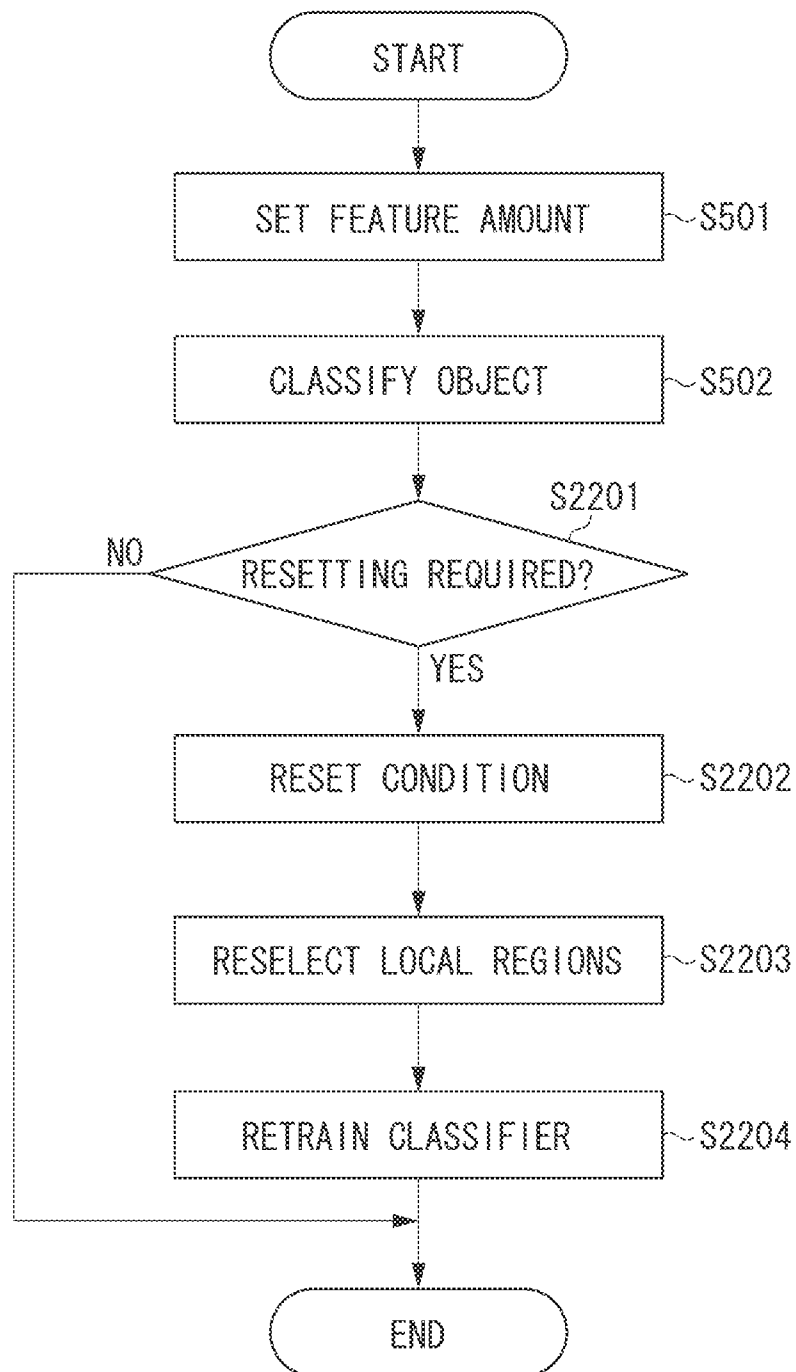 START
SET FEATURE AMOUNT
S501
CLASSIFY OBJECT
S502
S2201
NO
RESETTING REQUIRED?
YES
RESET CONDITION
S2202
RESELECT LOCAL REGIONS
S2203
RETRAIN CLASSIFIER
S2204
END